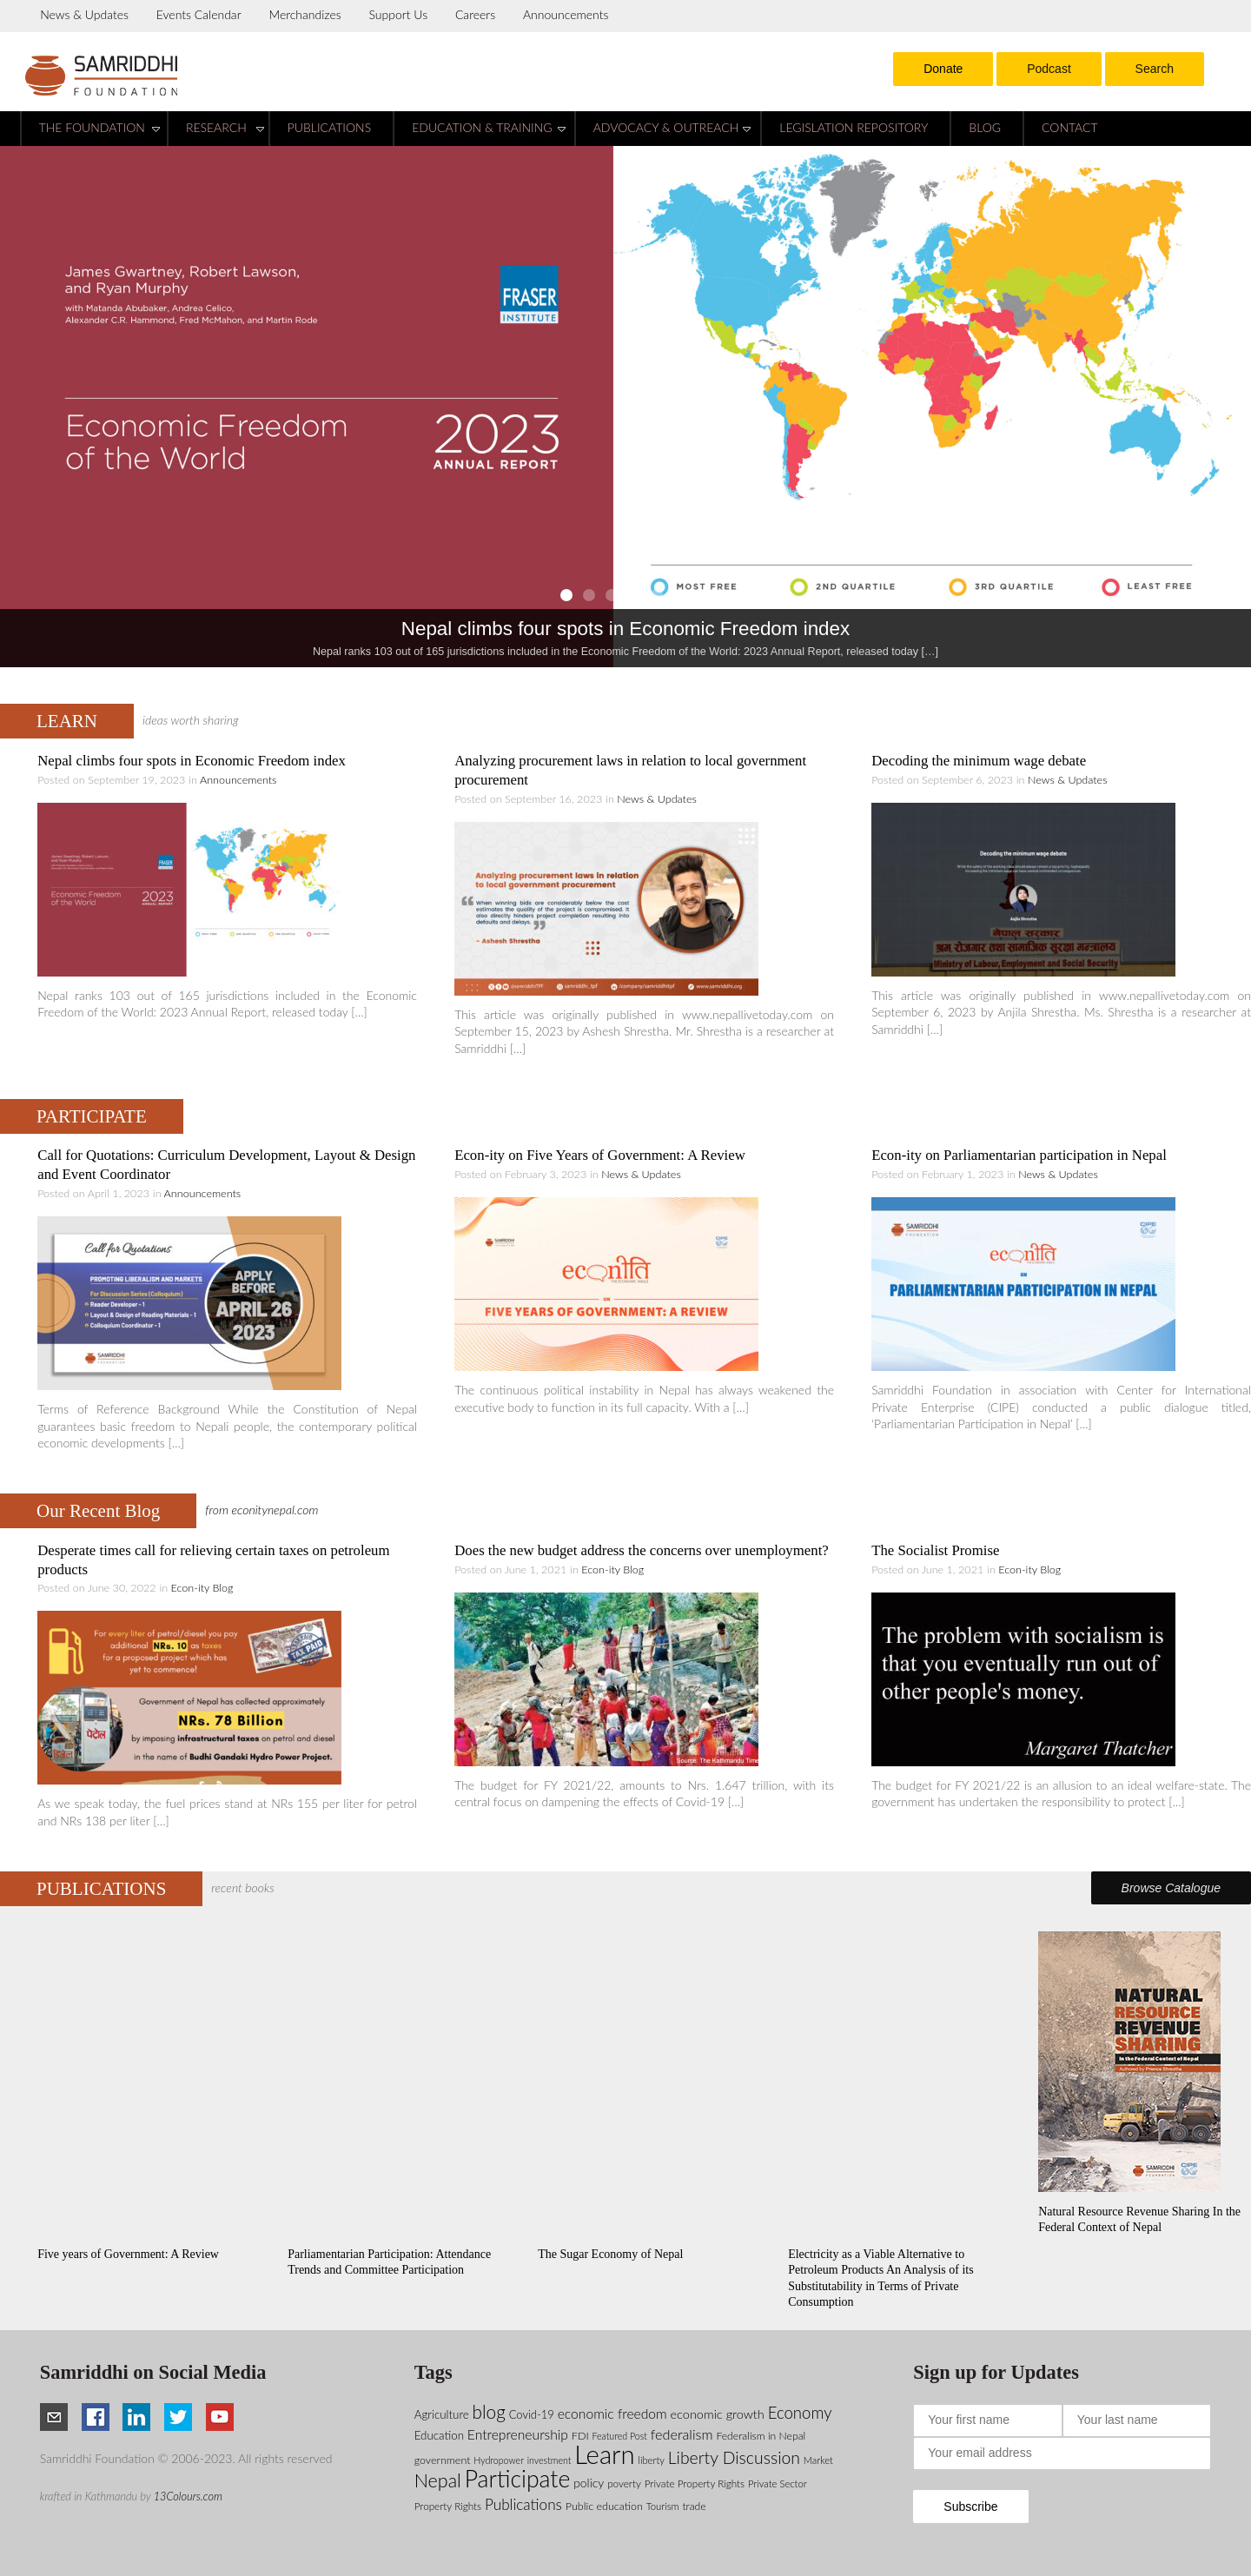 News & Updates Events Calendar Merchandizes Support Us Careers Announcements
SAMRIDDHI
FOUNDATION
Donate Podcast Search
THE FOUNDATION RESEARCH PUBLICATIONS EDUCATION & TRAINING ADVOCACY & OUTREACH LEGISLATION REPOSITORY BLOG CONTACT
James Gwartney, Robert Lawson,
and Ryan Murphy
with Matanda Abubaker, Andrea Celico,
Alexander C.R. Hammond, Fred McMahon, and Martin Rode
FRASER
INSTITUTE
Economic Freedom
of the World
2023
ANNUAL REPORT
MOST FREE 2ND QUARTILE 3RD QUARTILE LEAST FREE
Nepal climbs four spots in Economic Freedom index
Nepal ranks 103 out of 165 jurisdictions included in the Economic Freedom of the World: 2023 Annual Report, released today […]
LEARN ideas worth sharing
Nepal climbs four spots in Economic Freedom index
Posted on September 19, 2023 in Announcements
Economic Freedom
of the World
2023
Nepal ranks 103 out of 165 jurisdictions included in the Economic
Freedom of the World: 2023 Annual Report, released today […]
Analyzing procurement laws in relation to local government
procurement
Posted on September 16, 2023 in News & Updates
Analyzing procurement laws in relation
to local government procurement
When winning bids are considerably below the cost
estimates the quality of the project is compromised. It
also directly hinders project completion resulting into
defaults and delays.
- Ashesh Shrestha
This article was originally published in www.nepallivetoday.com on
September 15, 2023 by Ashesh Shrestha. Mr. Shrestha is a researcher at
Samriddhi […]
Decoding the minimum wage debate
Posted on September 6, 2023 in News & Updates
Decoding the minimum wage debate
Anjila Shrestha
नेपाल सरकार
श्रम, रोजगार तथा सामाजिक सुरक्षा मन्त्रालय
Ministry of Labour, Employment and Social Security
This article was originally published in www.nepallivetoday.com on
September 6, 2023 by Anjila Shrestha. Ms. Shrestha is a researcher at
Samriddhi […]
PARTICIPATE
Call for Quotations: Curriculum Development, Layout & Design
and Event Coordinator
Posted on April 1, 2023 in Announcements
Call for Quotations
PROMOTING LIBERALISM AND MARKETS
For Discussion Series (Colloquium)
Reader Developer - 1
Layout & Design of Reading Materials - 1
Colloquium Coordinator - 1
APPLY
BEFORE
APRIL 26
2023
SAMRIDDHI
Terms of Reference Background While the Constitution of Nepal
guarantees basic freedom to Nepali people, the contemporary political
economic developments […]
Econ-ity on Five Years of Government: A Review
Posted on February 3, 2023 in News & Updates
SAMRIDDHI
CIPE
econनीति
ON
FIVE YEARS OF GOVERNMENT: A REVIEW
The continuous political instability in Nepal has always weakened the
executive body to function in its full capacity. With a […]
Econ-ity on Parliamentarian participation in Nepal
Posted on February 1, 2023 in News & Updates
SAMRIDDHI
FOUNDATION
CIPE
econनीति
ON
PARLIAMENTARIAN PARTICIPATION IN NEPAL
Samriddhi Foundation in association with Center for International
Private Enterprise (CIPE) conducted a public dialogue titled,
'Parliamentarian Participation in Nepal' […]
Our Recent Blog from econitynepal.com
Desperate times call for relieving certain taxes on petroleum
products
Posted on June 30, 2022 in Econ-ity Blog
For every liter of petrol/diesel you pay
additional NRs. 10 as taxes
for a proposed project which has
yet to commence!
TAX PAID
पेट्रोल
डिजेल
Government of Nepal has collected approximately
NRs. 78 Billion
by imposing infrastructural taxes on petrol and diesel
in the name of Budhi Gandaki Hydro Power Project.
As we speak today, the fuel prices stand at NRs 155 per liter for petrol
and NRs 138 per liter […]
Does the new budget address the concerns over unemployment?
Posted on June 1, 2021 in Econ-ity Blog
Source: The Kathmandu Time
The budget for FY 2021/22, amounts to Nrs. 1.647 trillion, with its
central focus on dampening the effects of Covid-19 […]
The Socialist Promise
Posted on June 1, 2021 in Econ-ity Blog
The problem with socialism is
that you eventually run out of
other people's money.
Margaret Thatcher
The budget for FY 2021/22 is an allusion to an ideal welfare-state. The
government has undertaken the responsibility to protect […]
PUBLICATIONS recent books
Browse Catalogue
NATURAL
RESOURCE
REVENUE
SHARING
In the Federal Context of Nepal
Authored by Prience Shrestha
SAMRIDDHI
FOUNDATION
CIPE
Five years of Government: A Review
Parliamentarian Participation: Attendance
Trends and Committee Participation
The Sugar Economy of Nepal
Electricity as a Viable Alternative to
Petroleum Products An Analysis of its
Substitutability in Terms of Private
Consumption
Natural Resource Revenue Sharing In the
Federal Context of Nepal
Samriddhi on Social Media
Samriddhi Foundation © 2006-2023. All rights reserved
krafted in Kathmandu by 13Colours.com
Tags
Agriculture blog Covid-19 economic freedom economic growth Economy
Education Entrepreneurship FDI Featured Post federalism Federalism in Nepal
government Hydropower investment Learn liberty Liberty Discussion Market
Nepal Participate policy poverty Private Property Rights Private Sector
Property Rights Publications Public education Tourism trade
Sign up for Updates
Your first name Your last name
Your email address
Subscribe